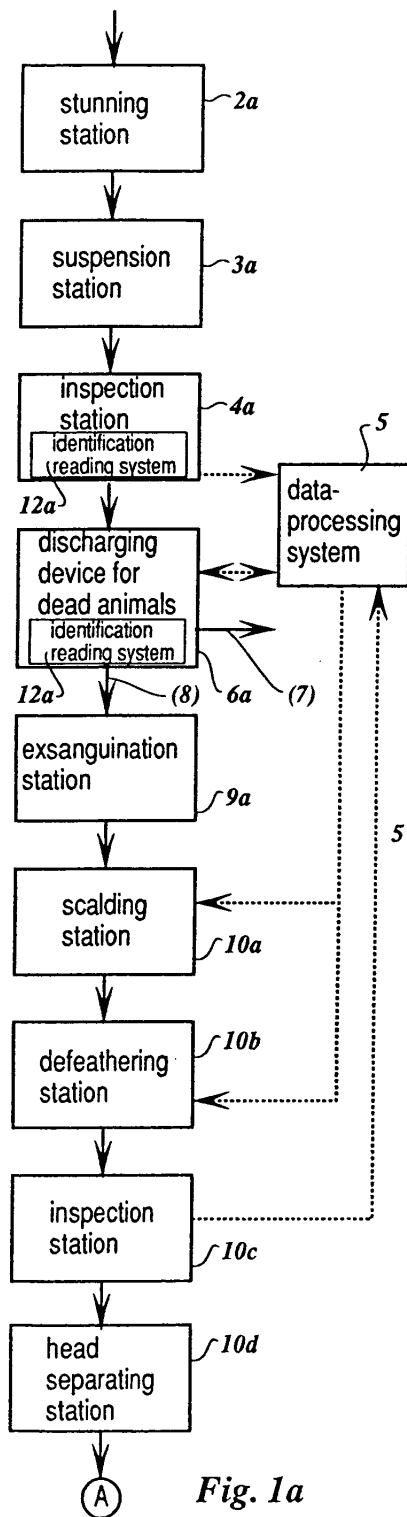 stunning
station
2a
suspension
station
3a
inspection
station
identification
reading system
4a
12a
5
data-
processing
system
discharging
device for
dead animals
identification
reading system
12a
(8)
6a
(7)
exsanguination
station
9a
5
scalding
station
10a
defeathering
station
10b
inspection
station
10c
head
separating
station
10d
A
Fig. 1a